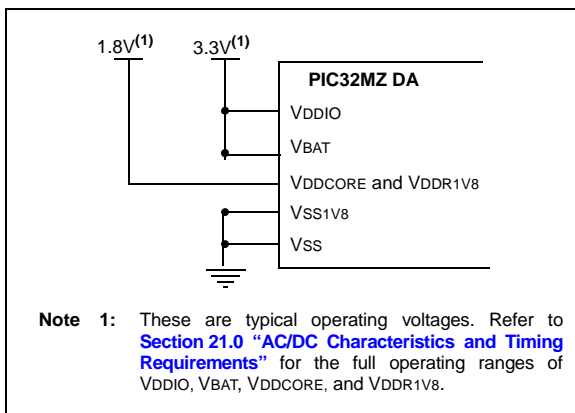 1.8V(1) 3.3V(1)
PIC32MZ DA
VDDIO
VBAT
VDDCORE and VDDR1V8
VSS1V8
VSS
Note 1: These are typical operating voltages. Refer to
Section 21.0 “AC/DC Characteristics and Timing
Requirements” for the full operating ranges of
VDDIO, VBAT, VDDCORE, and VDDR1V8.